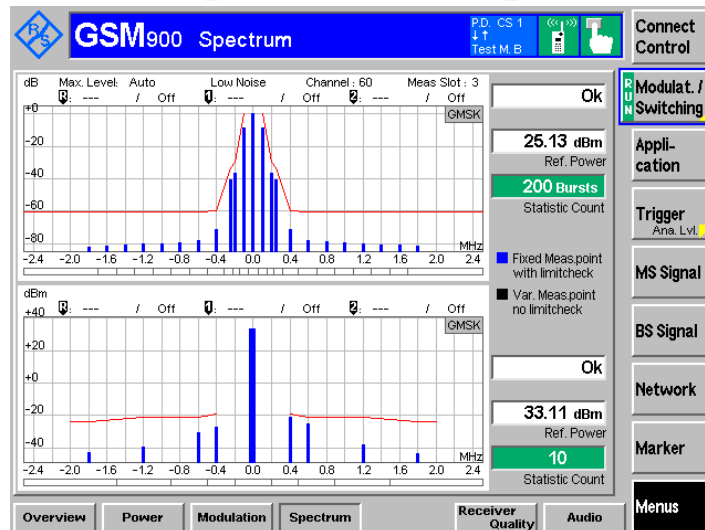 R S
GSM900 Spectrum
P.D. CS 1
↓↑
Test M. B
Connect Control
dB Max. Level: Auto Low Noise Channel : 60 Meas Slot : 3
R: --- / Off 1: --- / Off 2: --- / Off
GMSK
+0
-20
-40
-60
-80
MHz
-2.4 -2.0 -1.6 -1.2 -0.8 -0.4 0.0 0.4 0.8 1.2 1.6 2.0 2.4
Ok
25.13 dBm
Ref. Power
200 Bursts
Statistic Count
Fixed Meas.point
with limitcheck
Var. Meas.point
no limitcheck
dBm
R: --- / Off 1: --- / Off 2: --- / Off
GMSK
+40
+20
+0
-20
-40
MHz
-2.4 -2.0 -1.6 -1.2 -0.8 -0.4 0.0 0.4 0.8 1.2 1.6 2.0 2.4
Ok
33.11 dBm
Ref. Power
10
Statistic Count
RUN
Modulat. /
Switching
Appli-
cation
Trigger
Ana. Lvl.
MS Signal
BS Signal
Network
Marker
Menus
Overview
Power
Modulation
Spectrum
Receiver
Quality
Audio